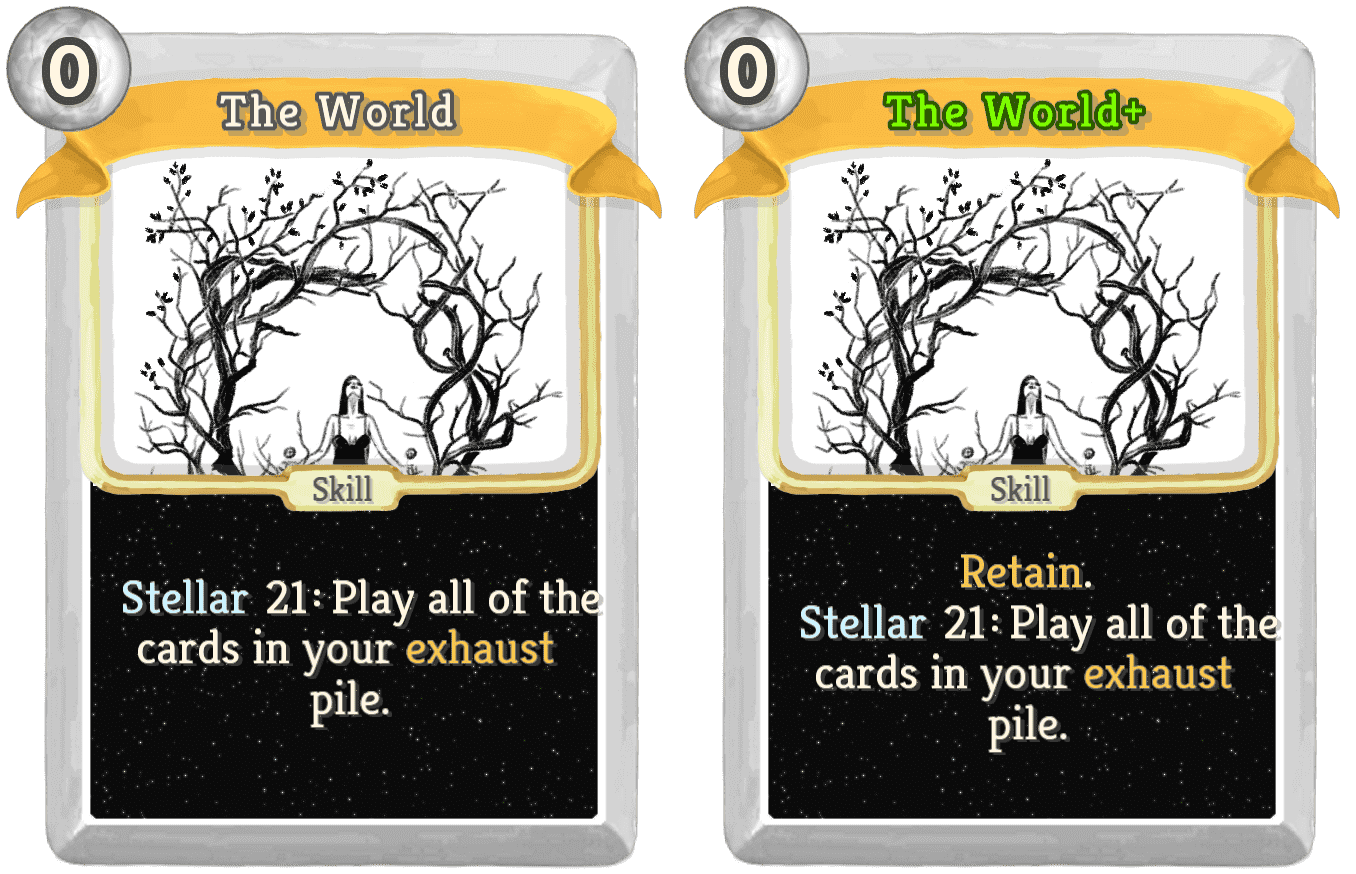 0
The World
Skill
Stellar 21: Play all of the
cards in your exhaust
pile.
0
The World+
Skill
Retain.
Stellar 21: Play all of the
cards in your exhaust
pile.